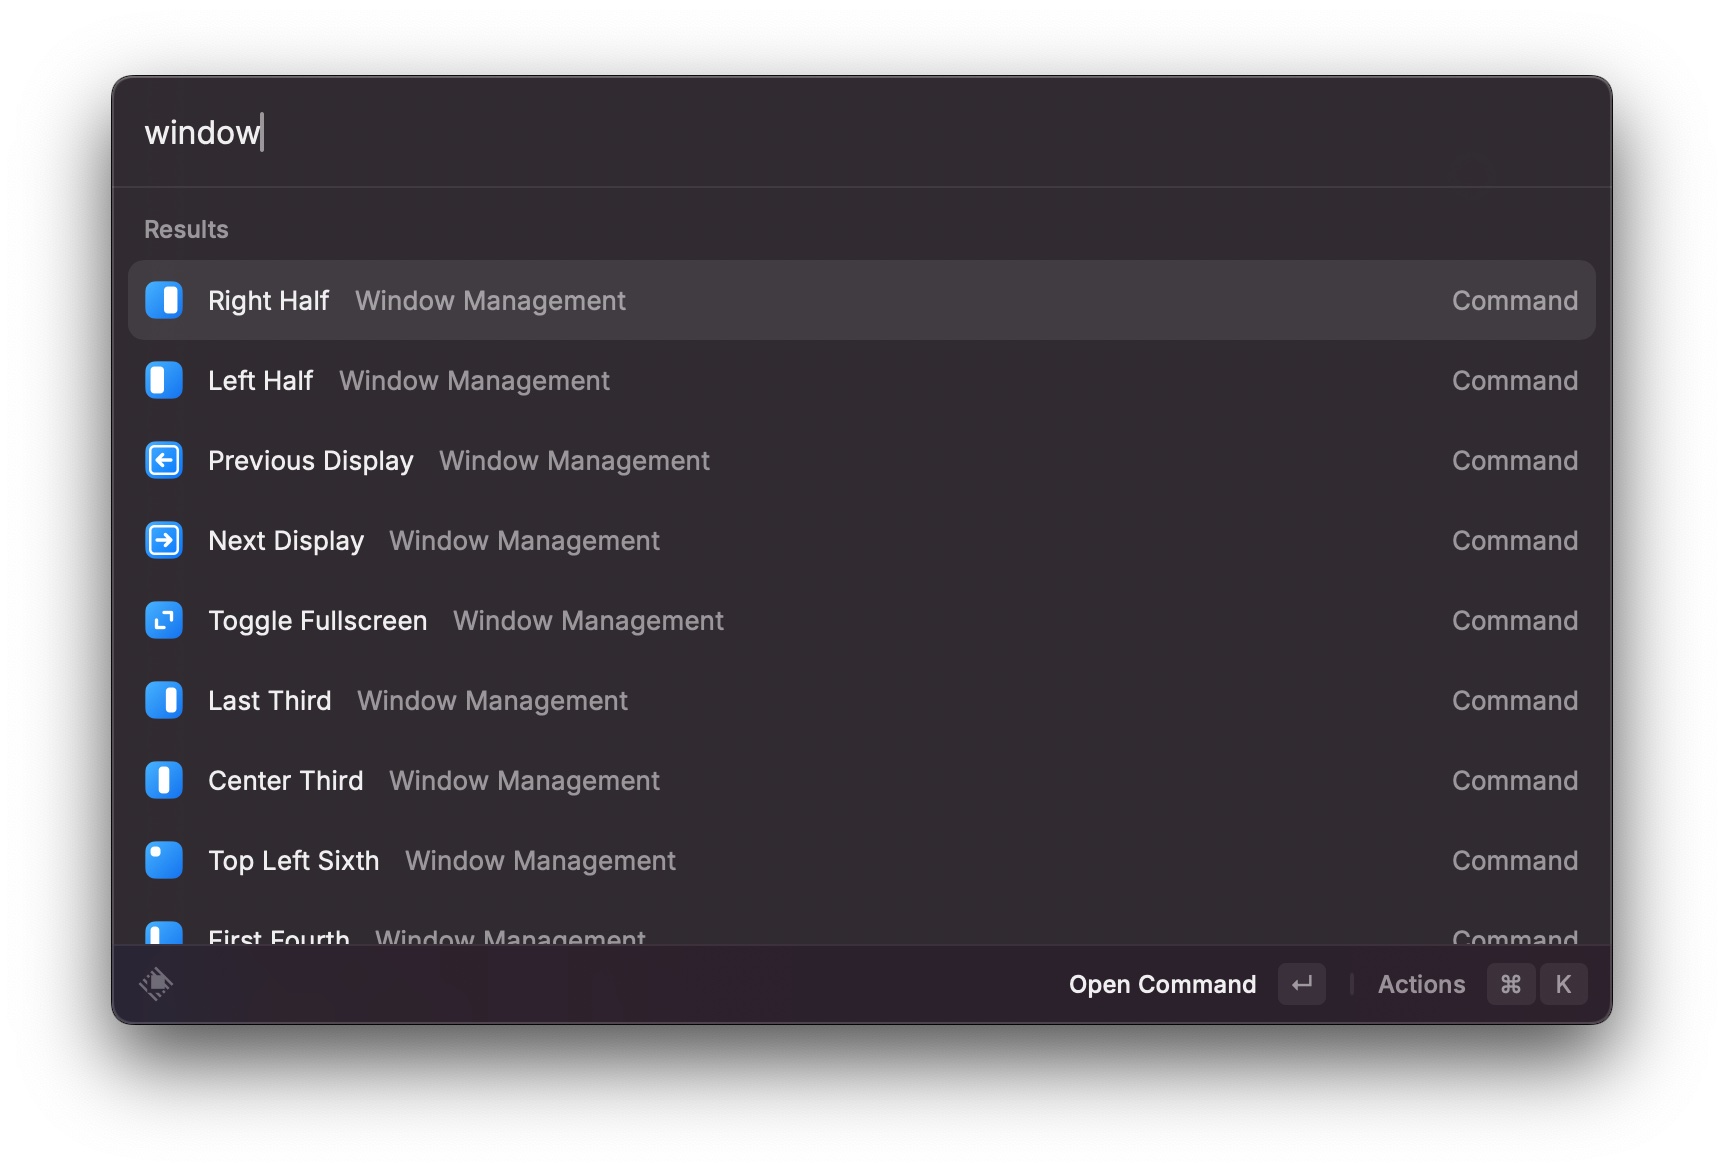 window
Results
Right Half Window Management Command
Left Half Window Management Command
Previous Display Window Management Command
Next Display Window Management Command
Toggle Fullscreen Window Management Command
Last Third Window Management Command
Center Third Window Management Command
Top Left Sixth Window Management Command
First Fourth Window Management Command
Open Command ↵ | Actions ⌘ K